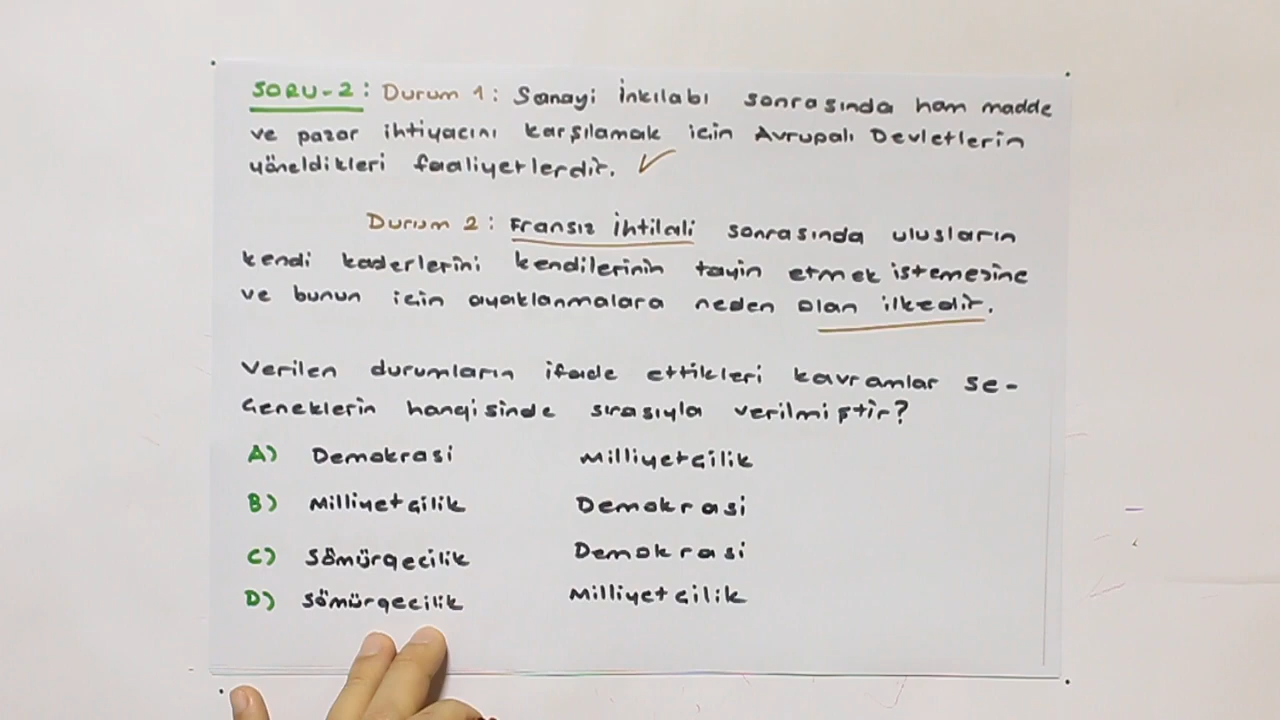 SORU-2: Durum 1: Sanayi İnkılabı sonrasında ham madde
ve pazar ihtiyacını karşılamak için Avrupalı Devletlerin
yöneldikleri faaliyetlerdir.
Durum 2: Fransız İhtilali sonrasında ulusların
kendi kaderlerini kendilerinin tayin etmek istemesine
ve bunun için ayaklanmalara neden olan ilkedir.
Verilen durumların ifade ettikleri kavramlar se-
çeneklerin hangisinde sırasıyla verilmiştir?
A) Demokrasi Milliyetçilik
B) Milliyetçilik Demokrasi
C) Sömürgecilik Demokrasi
D) Sömürgecilik Milliyetçilik